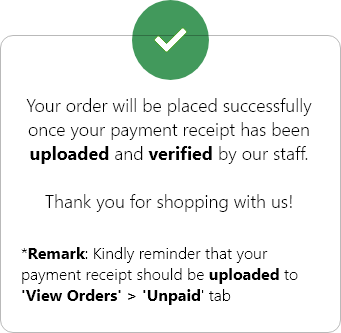 Your order will be placed successfully
once your payment receipt has been
uploaded and verified by our staff.
Thank you for shopping with us!
*Remark: Kindly reminder that your
payment receipt should be uploaded to
'View Orders' > 'Unpaid' tab